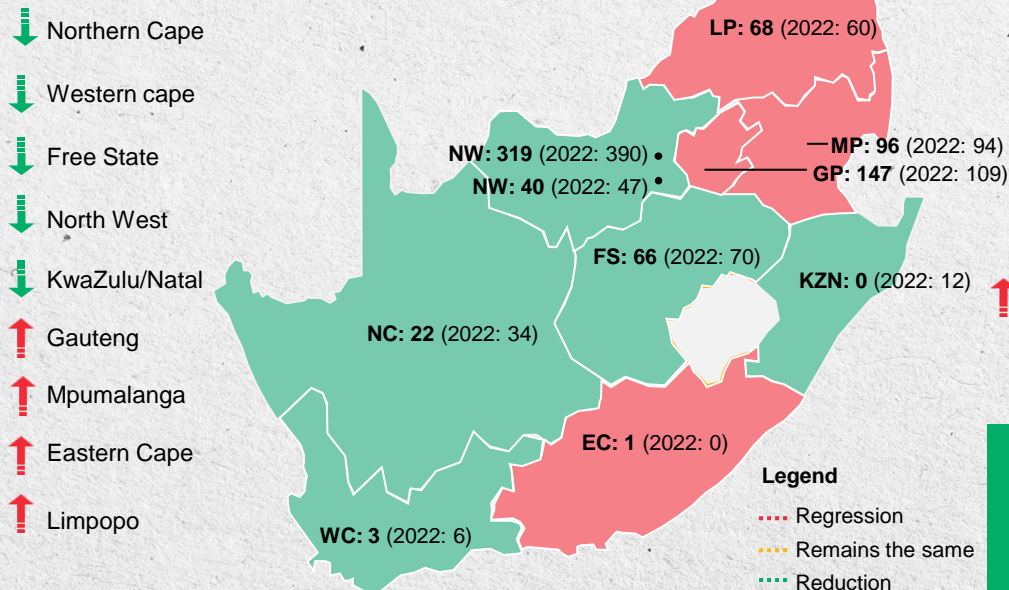 Northern Cape
Western cape
Free State
North West
KwaZulu/Natal
Gauteng
Mpumalanga
Eastern Cape
Limpopo
LP: 68 (2022: 60)
MP: 96 (2022: 94)
GP: 147 (2022: 109)
NW: 319 (2022: 390)
NW: 40 (2022: 47)
FS: 66 (2022: 70)
KZN: 0 (2022: 12)
NC: 22 (2022: 34)
EC: 1 (2022: 0)
WC: 3 (2022: 6)
Legend
Regression
Remains the same
Reduction